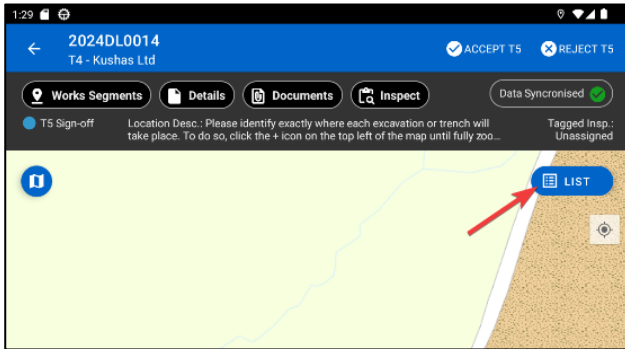 1:29
2024DL0014
T4 - Kushas Ltd
ACCEPT T5 REJECT T5
Works Segments Details Documents Inspect Data Syncronised
T5 Sign-off Location Desc.: Please identify exactly where each excavation or trench will Tagged Insp.:
take place. To do so, click the + icon on the top left of the map until fully zoo... Unassigned
LIST